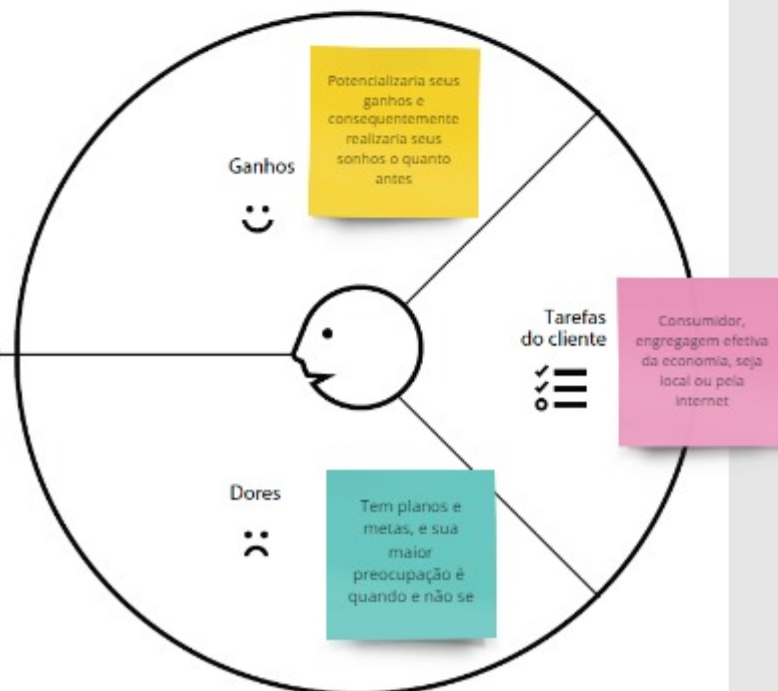 Potencializaria seus
ganhos e
consequentemente
realizaria seus
sonhos o quanto
antes
Ganhos
Tarefas
do cliente
Consumidor,
engregagem efetiva
da economia, seja
local ou pela
internet
Dores
Tem planos e
metas, e sua
maior
preocupação é
quando e não se